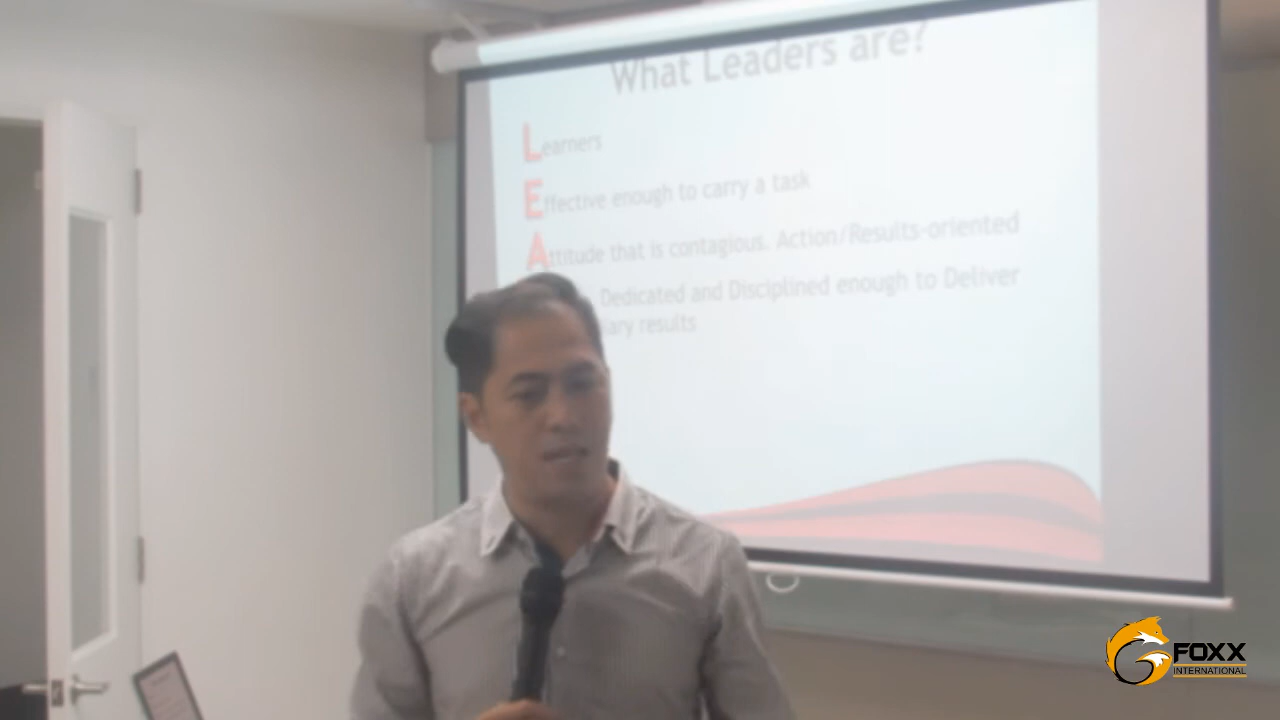 What Leaders are?
Learners
Effective enough to carry a task
Attitude that is contagious. Action/Results-oriented
Dedicated and Disciplined enough to Deliver
results
FOXX
INTERNATIONAL